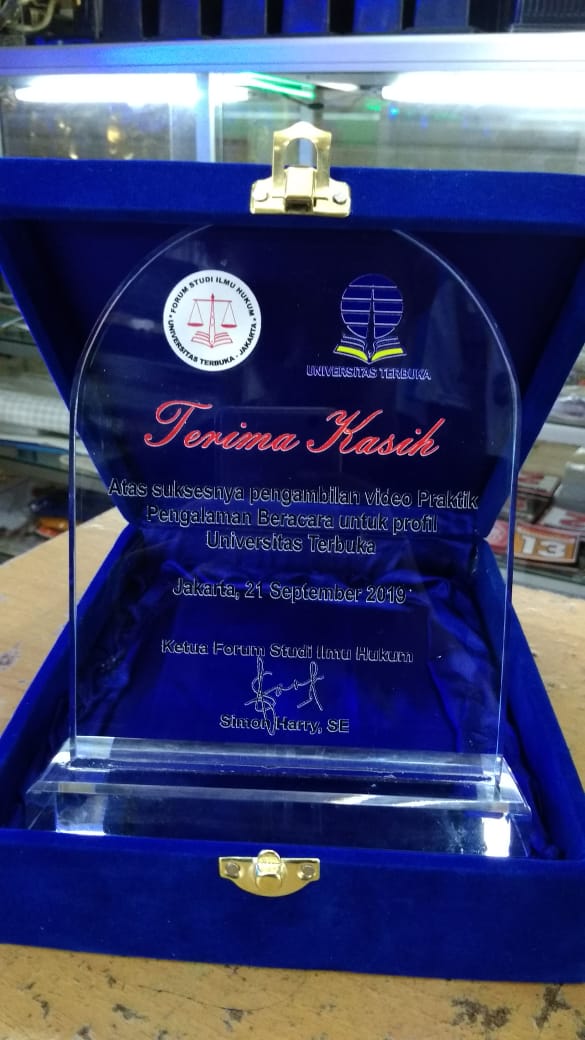 FORUM STUDI ILMU HUKUM
UNIVERSITAS TERBUKA - JAKARTA
UNIVERSITAS TERBUKA
Terima Kasih
Atas suksesnya pengambilan video Praktik
Pengalaman Beracara untuk profil
Universitas Terbuka
Jakarta, 21 September 2019
Ketua Forum Studi Ilmu Hukum
Simon Harry, SE
13